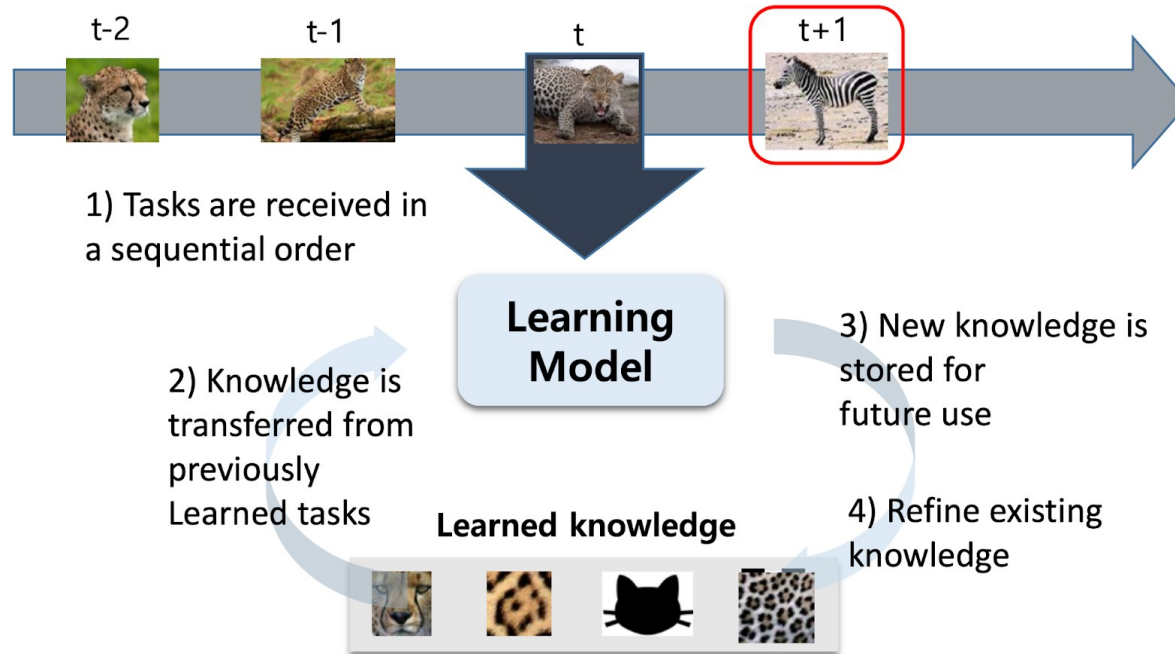 t-2
t-1
t
t+1
1) Tasks are received in
a sequential order
Learning
Model
2) Knowledge is
transferred from
previously
Learned tasks
3) New knowledge is
stored for
future use
4) Refine existing
knowledge
Learned knowledge